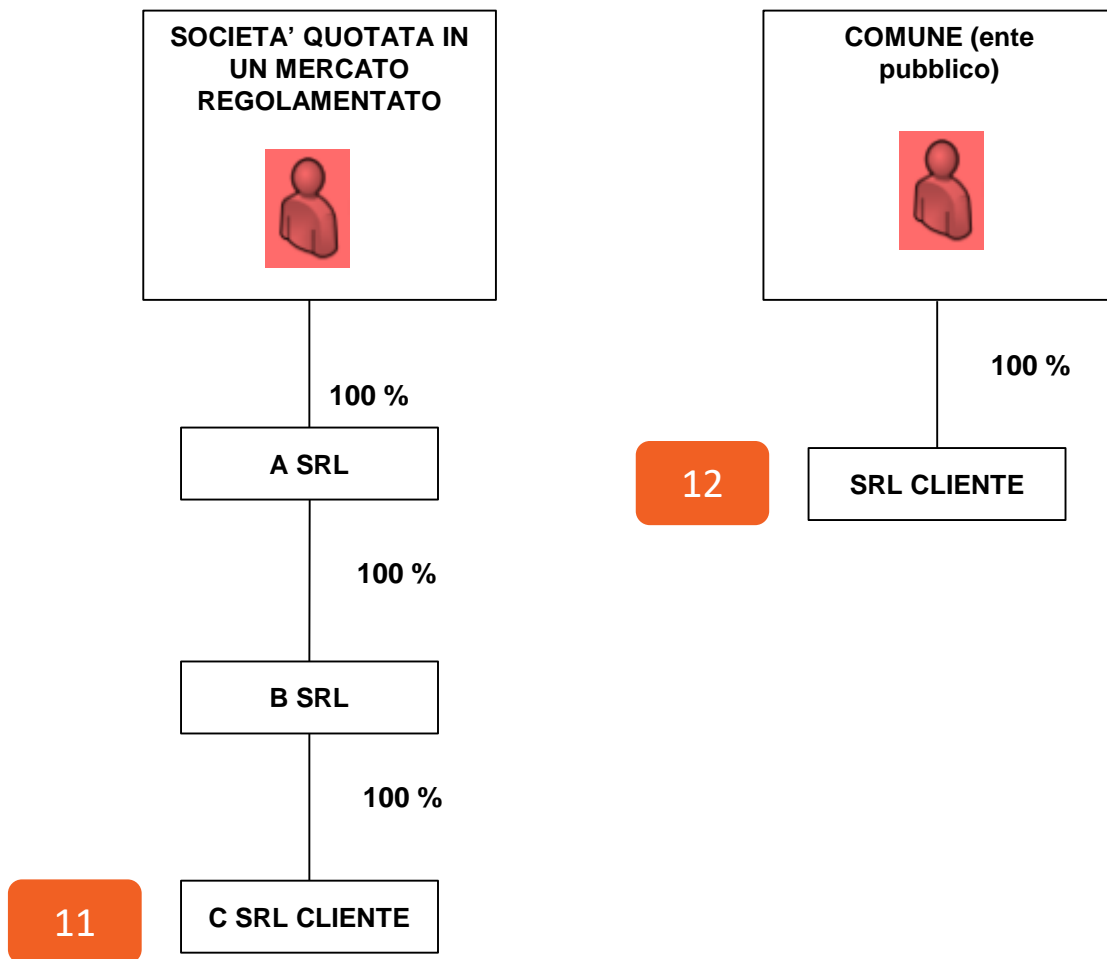 SOCIETA’ QUOTATA IN
UN MERCATO
REGOLAMENTATO
100 %
A SRL
100 %
B SRL
100 %
11
C SRL CLIENTE
COMUNE (ente
pubblico)
100 %
12
SRL CLIENTE